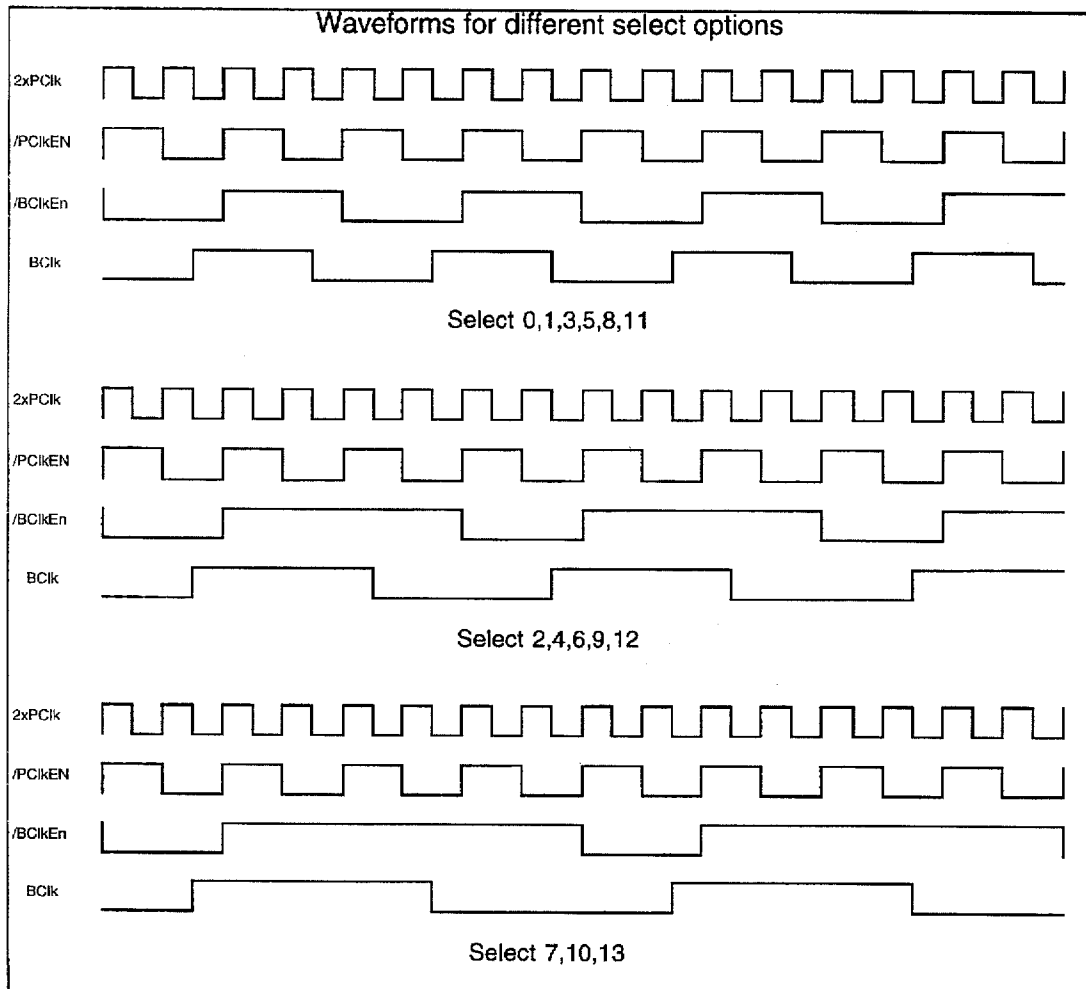 Waveforms for different select options
2xPClk
/PClkEN
/BClkEn
BClk
Select 0,1,3,5,8,11
2xPClk
/PClkEN
/BClkEn
BClk
Select 2,4,6,9,12
2xPClk
/PClkEN
/BClkEn
BClk
Select 7,10,13